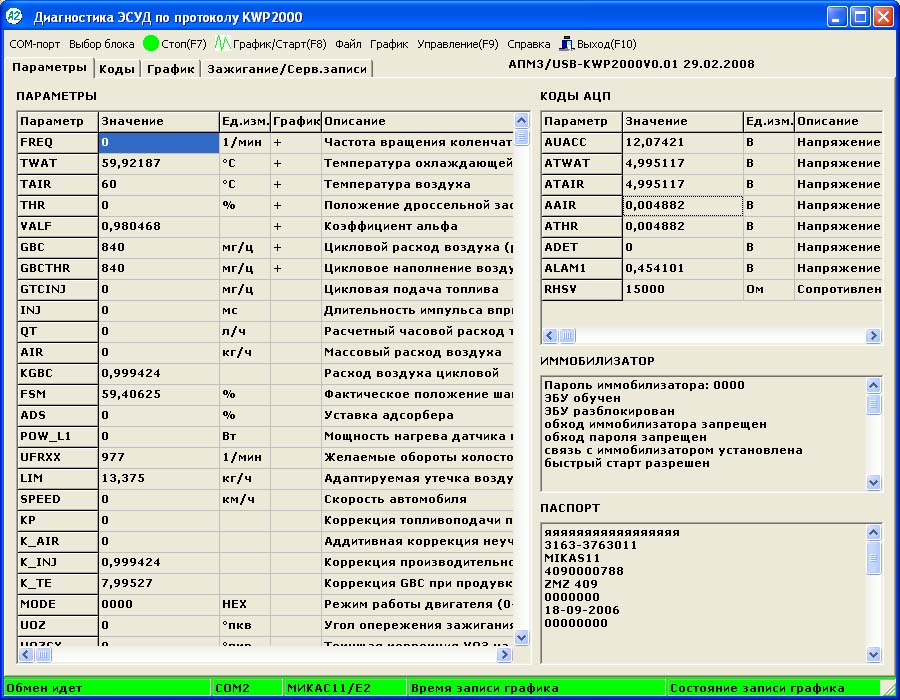 Диагностика ЭСУД по протоколу KWP2000
COM-порт Выбор блока Стоп(F7) График/Старт(F8) Файл График Управление(F9) Справка Выход(F10)
Параметры Коды График Зажигание/Серв.записи АПМ3/USB-KWP2000V0.01 29.02.2008
ПАРАМЕТРЫ
Параметр Значение Ед.изм. График Описание
FREQ 0 1/мин + Частота вращения коленчат
TWAT 59,92187 °C + Температура охлаждающей
TAIR 60 °C + Температура воздуха
THR 0 % + Положение дроссельной зас
VALF 0,980468 + Коэффициент альфа
GBC 840 мг/ц + Цикловой расход воздуха (р
GBCTHR 840 мг/ц + Цикловое наполнение возду
GTCINJ 0 мг/ц Цикловая подача топлива
INJ 0 мс Длительность импульса впр
QT 0 л/ч Расчетный часовой расход т
AIR 0 кг/ч Массовый расход воздуха
KGBC 0,999424 Расход воздуха цикловой
FSM 59,40625 % Фактическое положение ша
ADS 0 % Уставка адсорбера
POW_L1 0 Вт Мощность нагрева датчика
UFRXX 977 1/мин Желаемые обороты холосто
LIM 13,375 кг/ч Адаптируемая утечка возду
SPEED 0 км/ч Скорость автомобиля
KP 0 Коррекция топливоподачи п
K_AIR 0 Аддитивная коррекция неуч
K_INJ 0,999424 Коррекция производительно
K_TE 7,99527 Коррекция GBC при продувк
MODE 0000 HEX Режим работы двигателя (0-
UOZ 0 °пкв Угол опережения зажигания
КОДЫ АЦП
Параметр Значение Ед.изм. Описание
AUACC 12,07421 В Напряжение
ATWAT 4,995117 В Напряжение
ATAIR 4,995117 В Напряжение
AAIR 0,004882 В Напряжение
ATHR 0,004882 В Напряжение
ADET 0 В Напряжение
ALAM1 0,454101 В Напряжение
RHSV 15000 Ом Сопротивлен
ИММОБИЛИЗАТОР
Пароль иммобилизатора: 0000
ЭБУ обучен
ЭБУ разблокирован
обход иммобилизатора запрещен
обход пароля запрещен
связь с иммобилизатором установлена
быстрый старт разрешен
ПАСПОРТ
яяяяяяяяяяяяяяяяя
3163-3763011
MIKAS11
4090000788
ZMZ 409
0000000
18-09-2006
00000000
Обмен идет COM2 МИКАС11/E2 Время записи графика Состояние записи графика